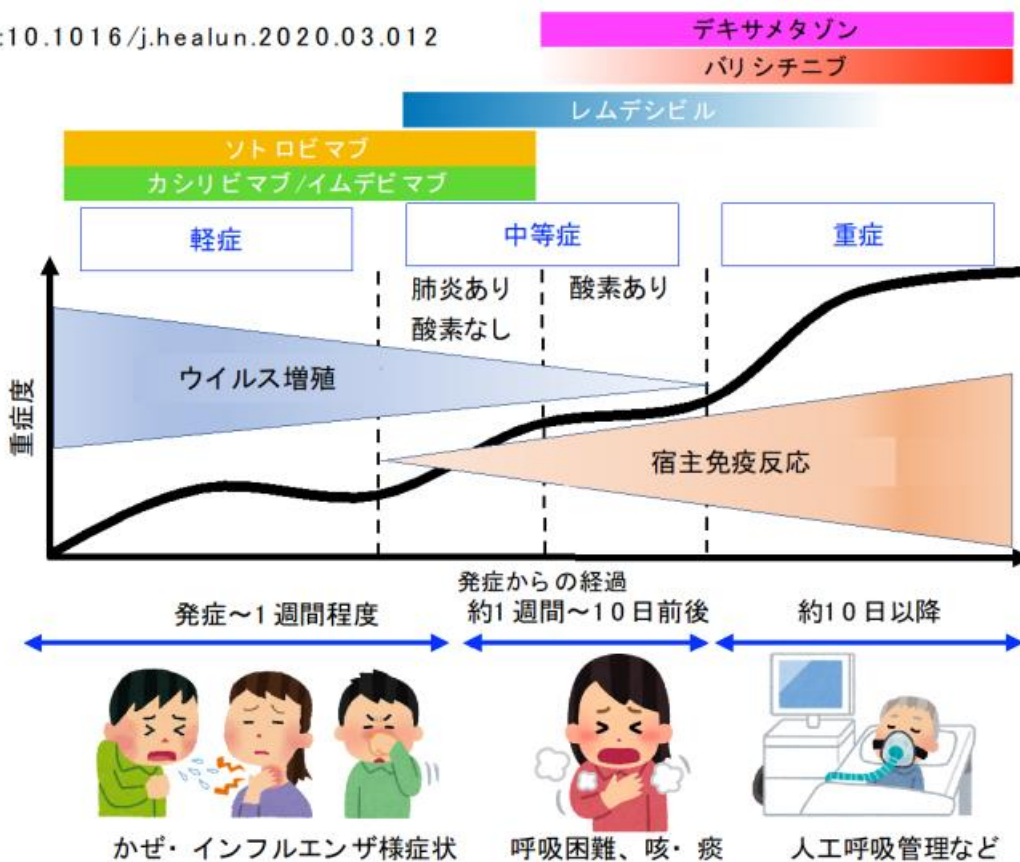 :10.1016/j.healun.2020.03.012
デキサメタゾン
バリシチニブ
レムデシビル
ソトロビマブ
カシリビマブ/イムデビマブ
軽症
中等症
重症
肺炎あり
酸素なし
酸素あり
ウイルス増殖
重症度
宿主免疫反応
発症からの経過
発症～1週間程度
約1週間～10日前後
約10日以降
かぜ・インフルエンザ様症状
呼吸困難、咳・痰
人工呼吸管理など